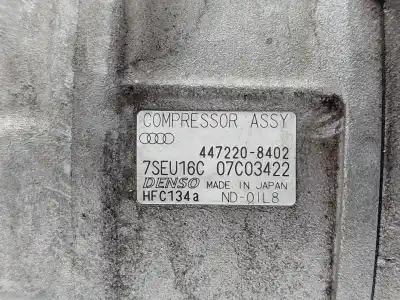 COMPRESSOR ASSY
447220-8402
7SEU16C 07C03422
DENSO MADE IN JAPAN
HFC134a ND-OIL8